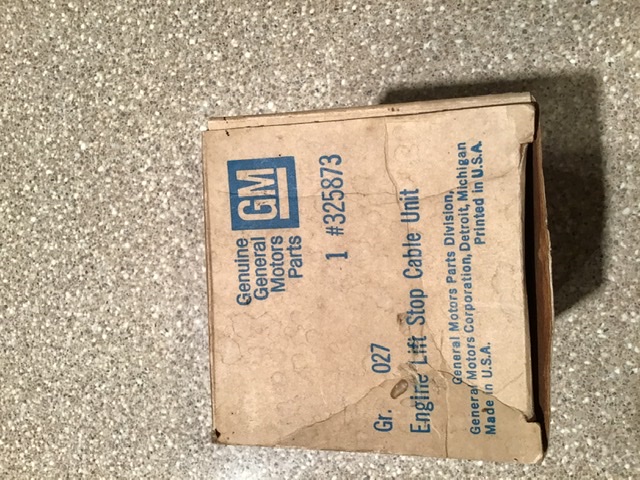 GM
Genuine
General
Motors
Parts
1 #325873
Gr. 027
Engine Lift Stop Cable Unit
General Motors Parts Division,
General Motors Corporation, Detroit, Michigan
Made in U.S.A. Printed in U.S.A.